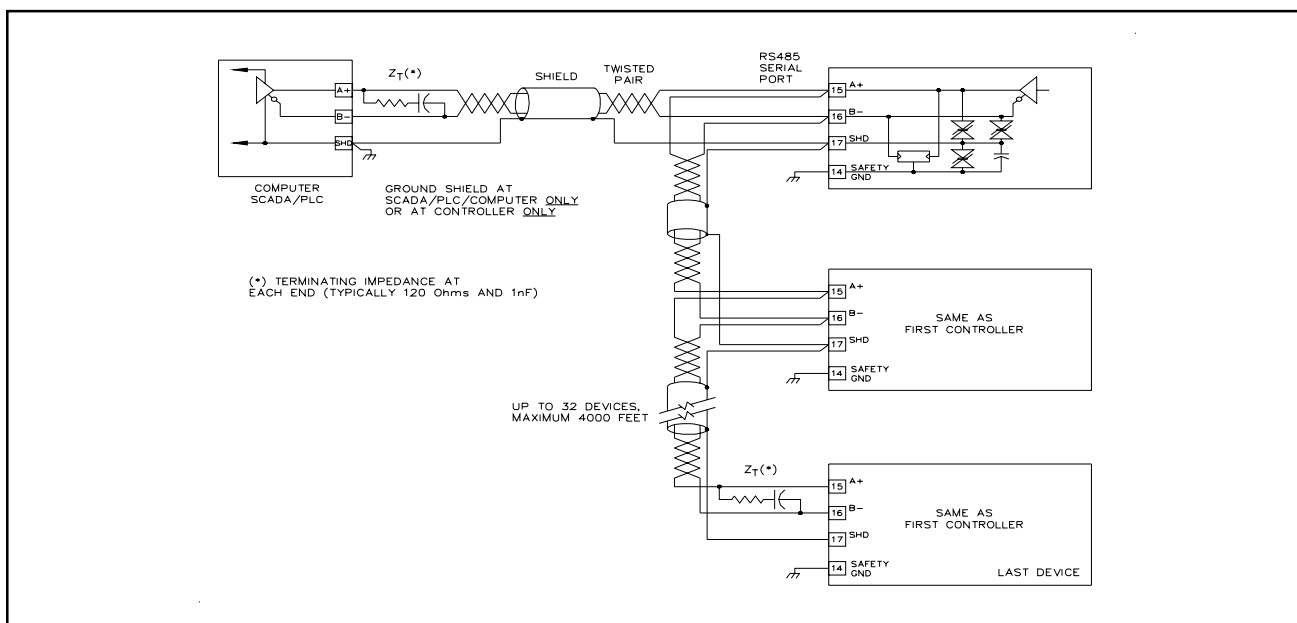 RS485
SERIAL
PORT
Z_T(*)
SHIELD
TWISTED
PAIR
A+
B-
SHD
COMPUTER
SCADA/PLC
GROUND SHIELD AT
SCADA/PLC/COMPUTER ONLY
OR AT CONTROLLER ONLY
15 A+
16 B-
17 SHD
14 SAFETY
GND
(*) TERMINATING IMPEDANCE AT
EACH END (TYPICALLY 120 Ohms AND 1nF)
15 A+
16 B-
17 SHD
14 SAFETY
GND
SAME AS
FIRST CONTROLLER
UP TO 32 DEVICES,
MAXIMUM 4000 FEET
Z_T(*)
15 A+
16 B-
17 SHD
14 SAFETY
GND
SAME AS
FIRST CONTROLLER
LAST DEVICE